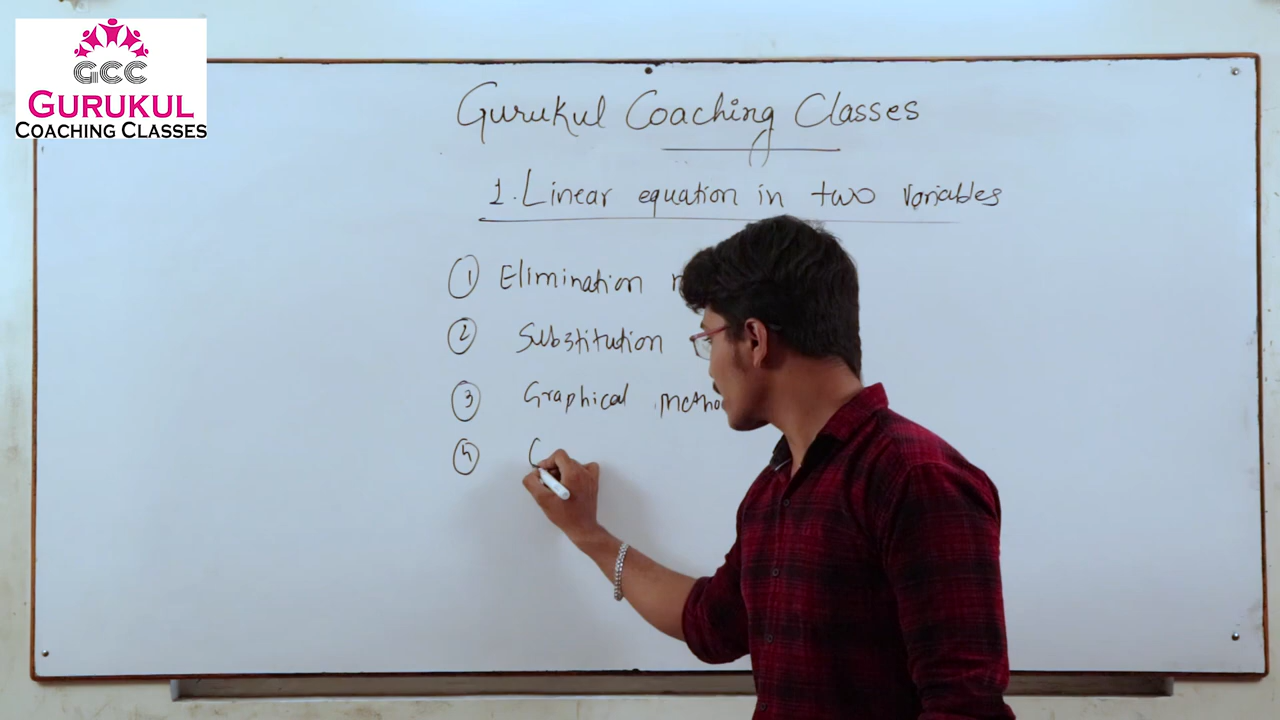 GCC
GURUKUL
COACHING CLASSES
Gurukul Coaching Classes
1. Linear equation in two variables
① Elimination
② Substitution
③ Graphical
④